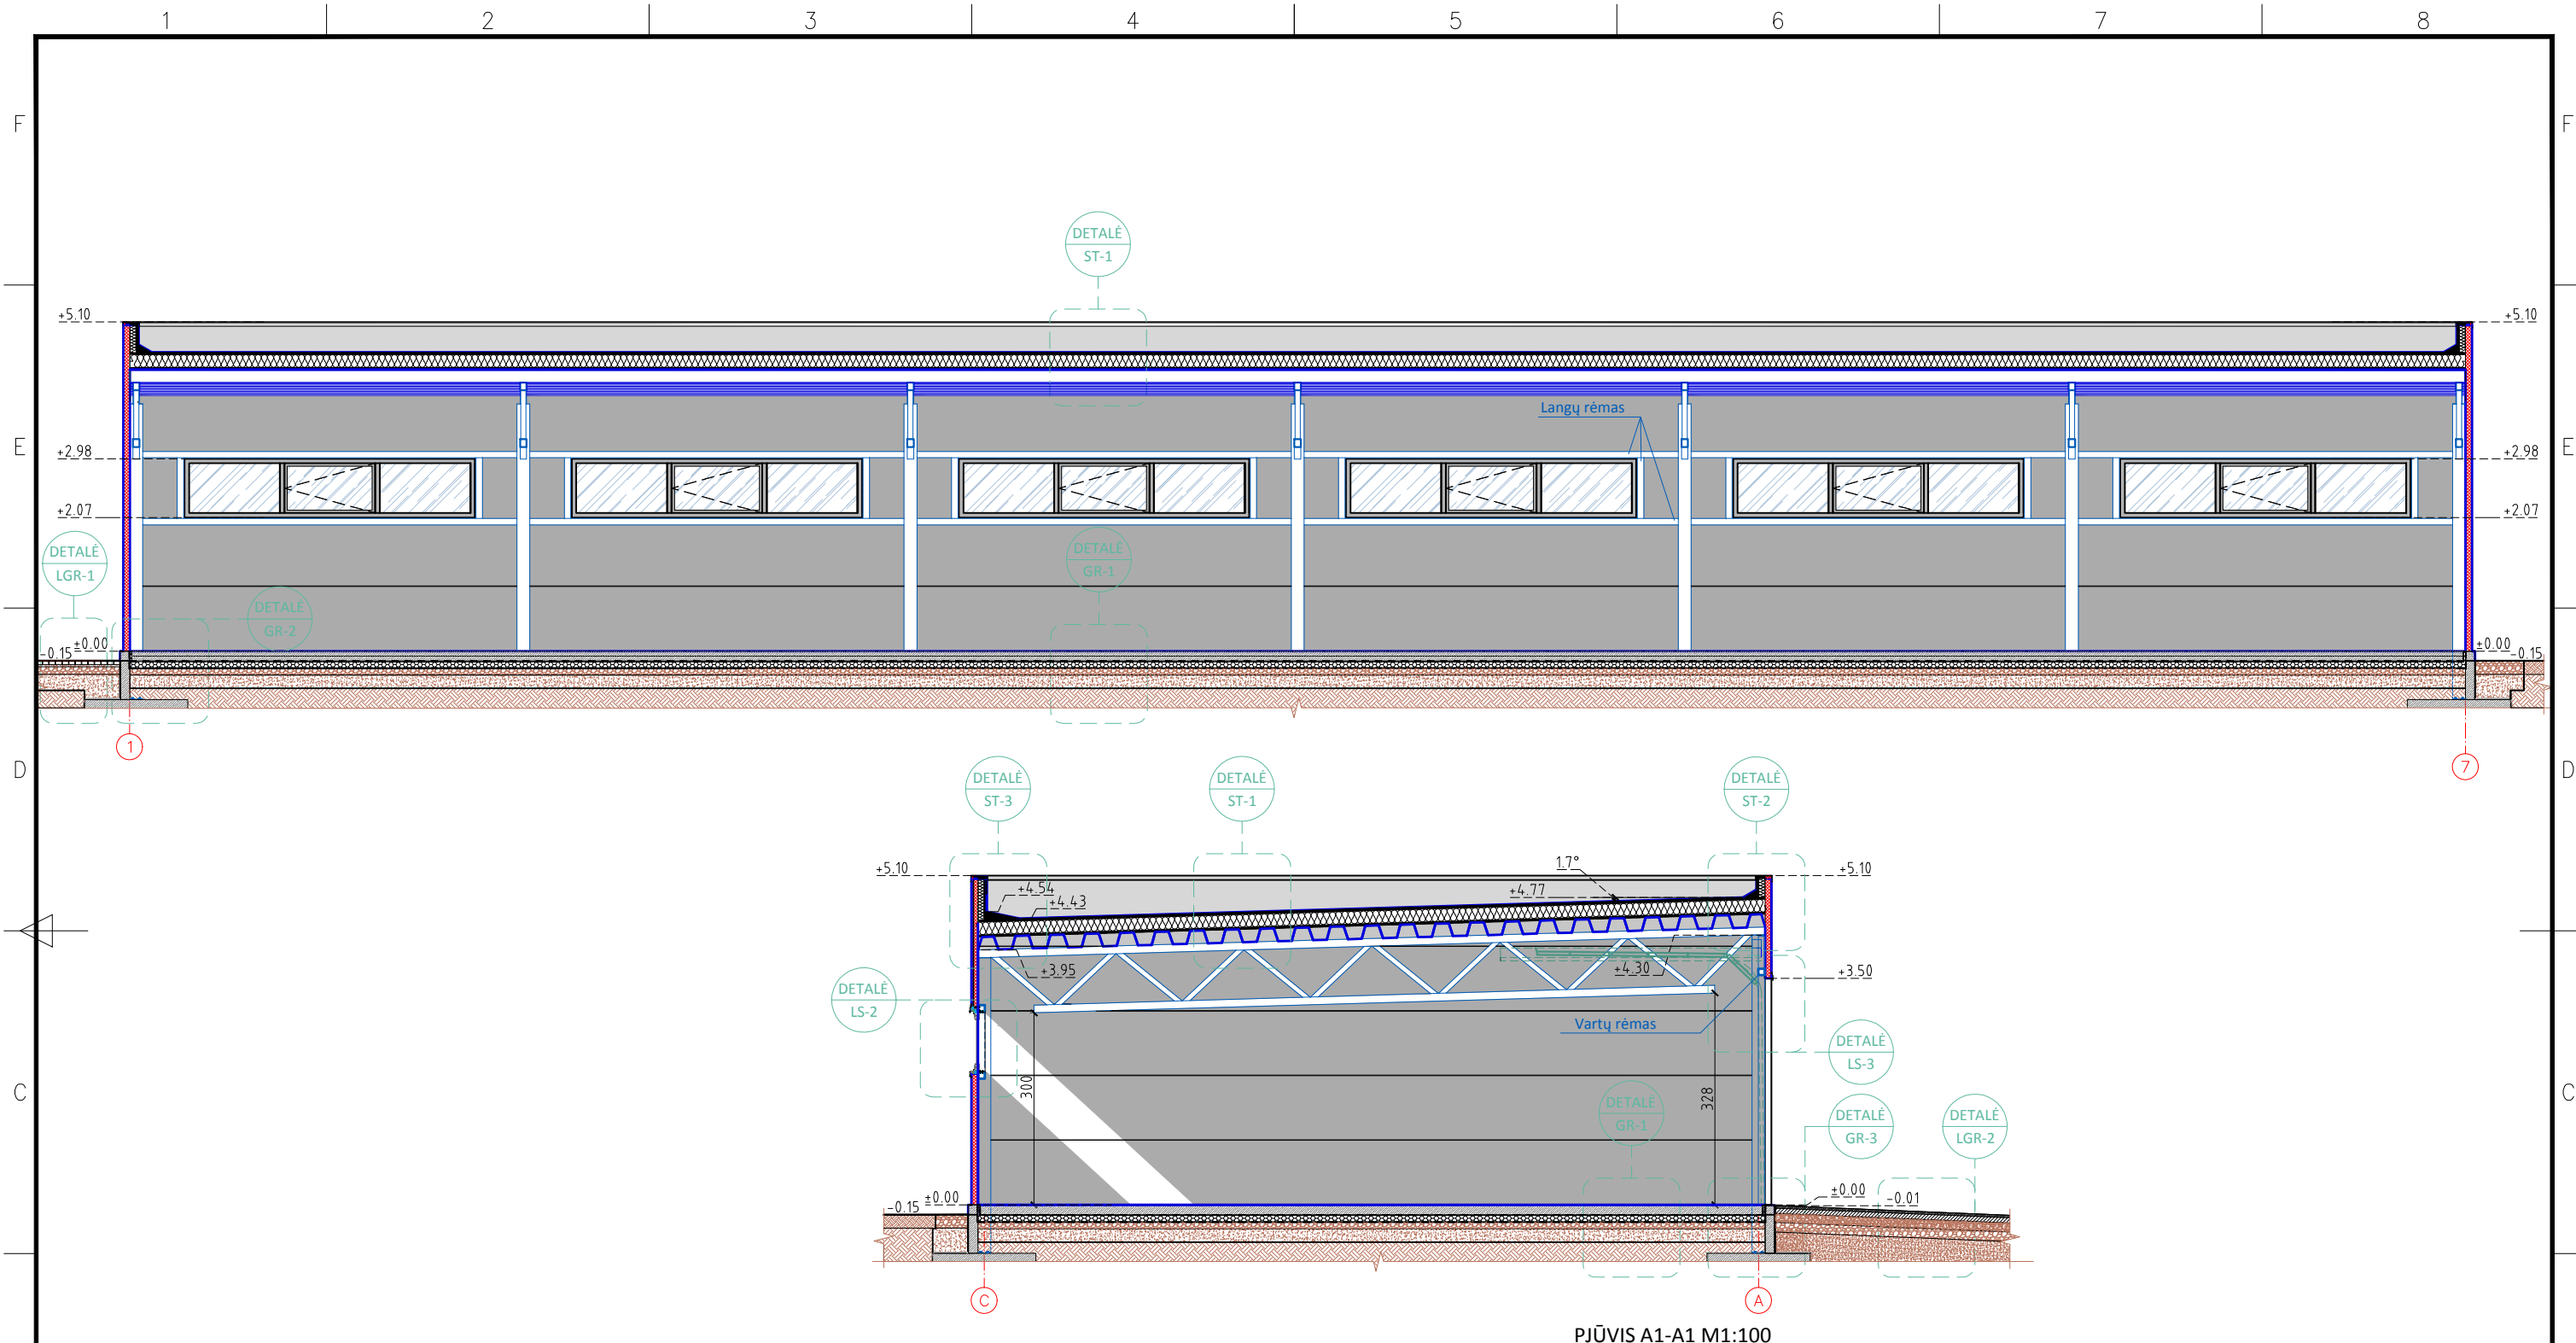 1 2 3 4 5 6 7 8
F F
DETALĖ
ST-1
+5.10 +5.10
Langų rėmas
E E
+2.98 +2.98
+2.07 +2.07
DETALĖ
LGR-1
DETALĖ
GR-1
DETALĖ
GR-2
-0.15 ±0.00 ±0.00 -0.15
1 7
D D
DETALĖ
ST-3
DETALĖ
ST-1
DETALĖ
ST-2
+5.10 1.7° +5.10
+4.54 +4.77
+4.43
+3.95 +4.30 +3.50
DETALĖ
LS-2
Vartų rėmas
DETALĖ
LS-3
300 328
C C
DETALĖ
GR-1
DETALĖ
GR-3
DETALĖ
LGR-2
-0.15 ±0.00 ±0.00 -0.01
C A
PJŪVIS A1-A1 M1:100